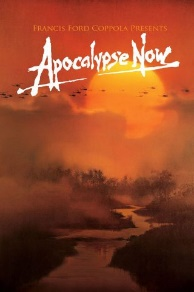 FRANCIS FORD COPPOLA PRESENTS
Apocalypse Now